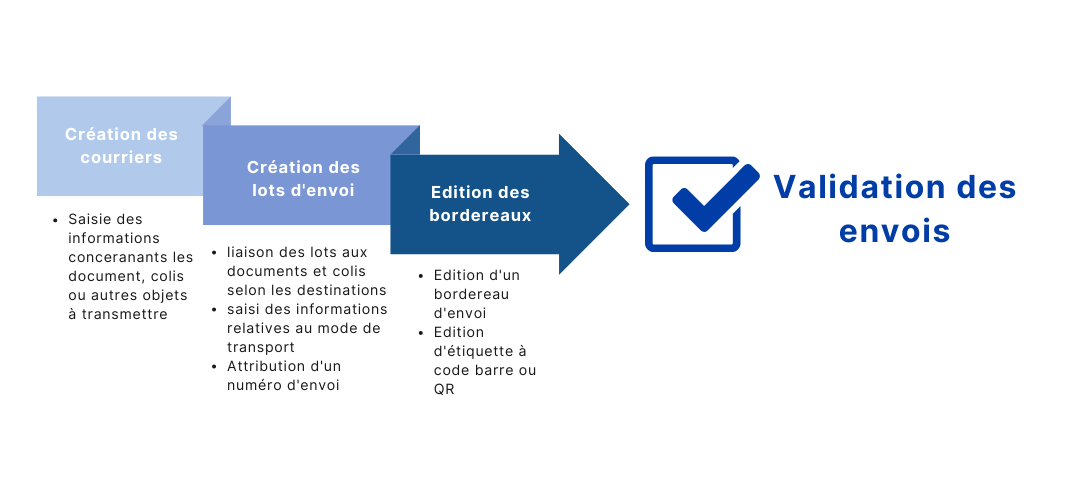 Création des
courriers
• Saisie des
informations
conceranants les
document, colis
ou autres objets
à transmettre
Création des
lots d'envoi
• liaison des lots aux
documents et colis
selon les destinations
• saisi des informations
relatives au mode de
transport
• Attribution d'un
numéro d'envoi
Edition des
bordereaux
• Edition d'un
bordereau
d'envoi
• Edition
d'étiquette à
code barre ou
QR
Validation des
envois